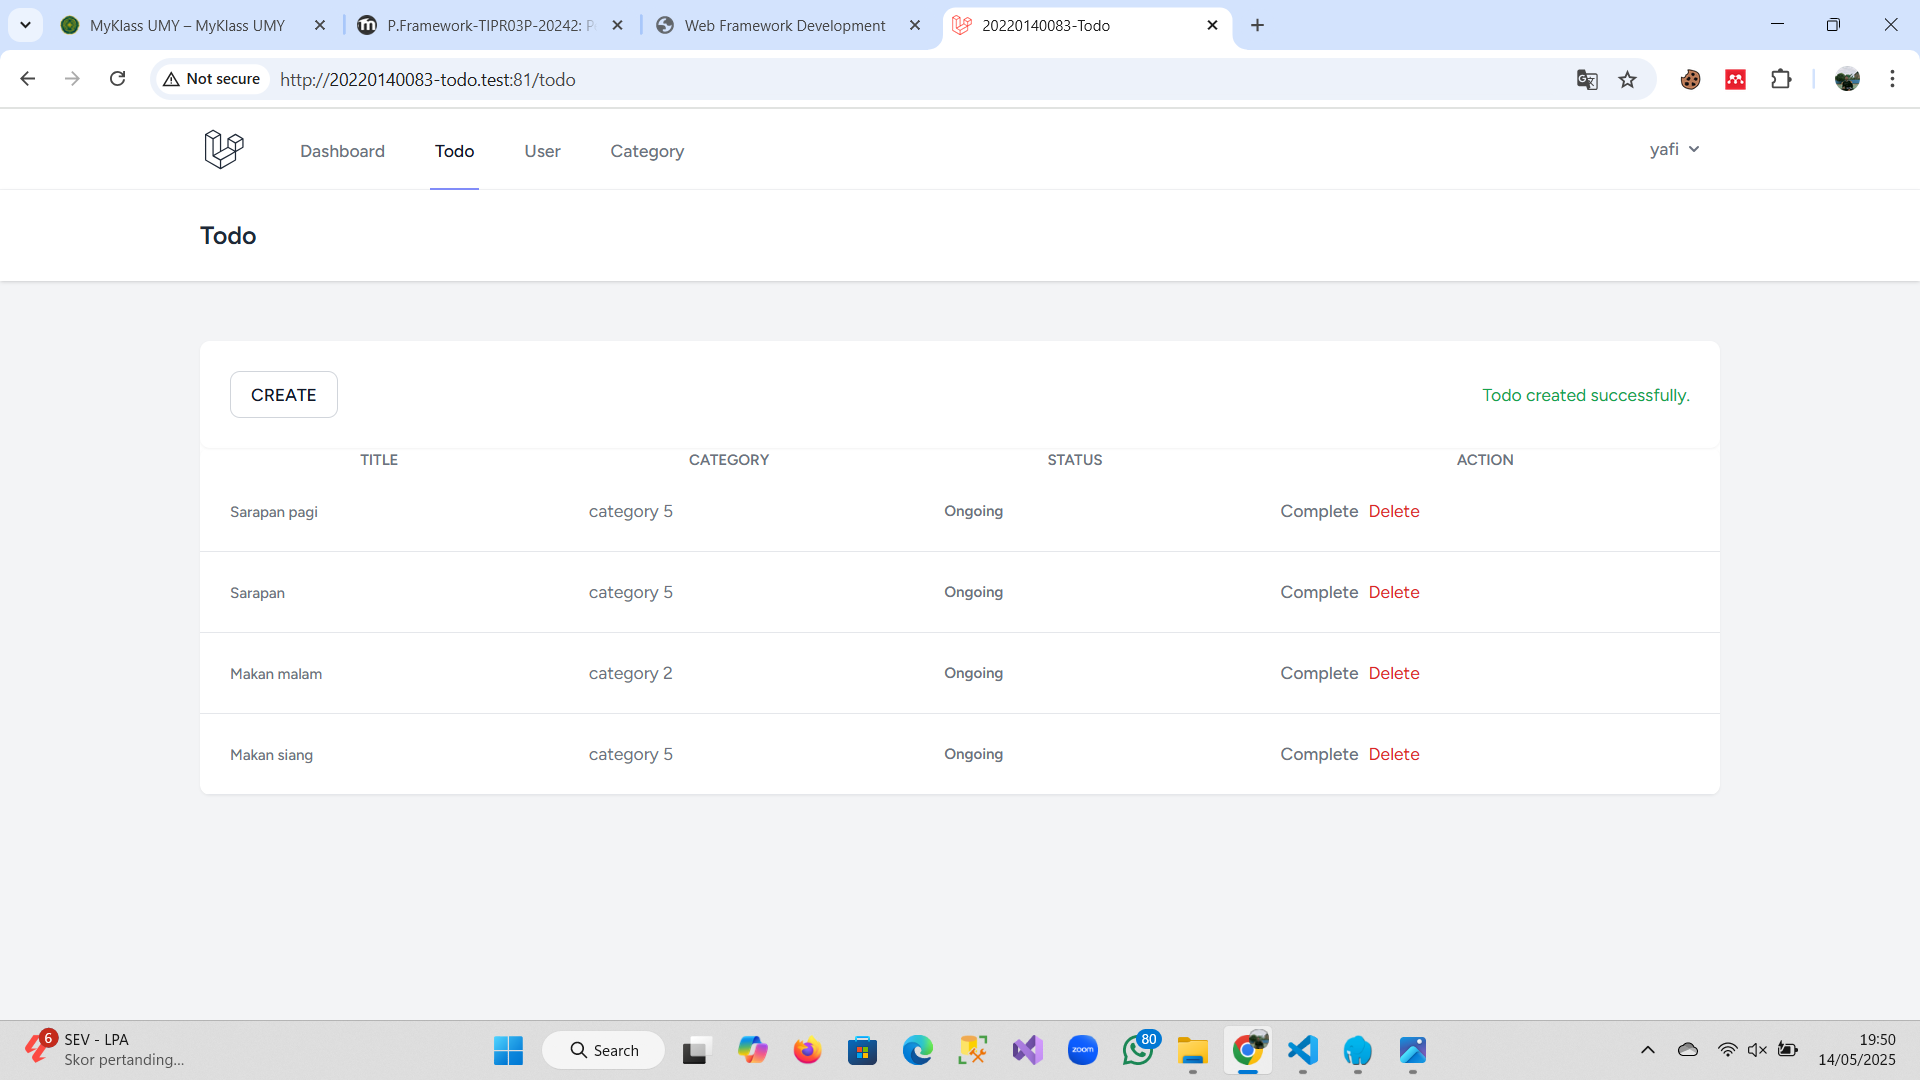 MyKlass UMY – MyKlass UMY
P.Framework-TIPR03P-20242: P
Web Framework Development
20220140083-Todo
Not secure
http://20220140083-todo.test:81/todo
Dashboard
Todo
User
Category
yafi
Todo
CREATE
Todo created successfully.
TITLE CATEGORY STATUS ACTION
Sarapan pagi category 5 Ongoing Complete Delete
Sarapan category 5 Ongoing Complete Delete
Makan malam category 2 Ongoing Complete Delete
Makan siang category 5 Ongoing Complete Delete
6
SEV - LPA
Skor pertanding...
Search
zoom
80
19:50
14/05/2025